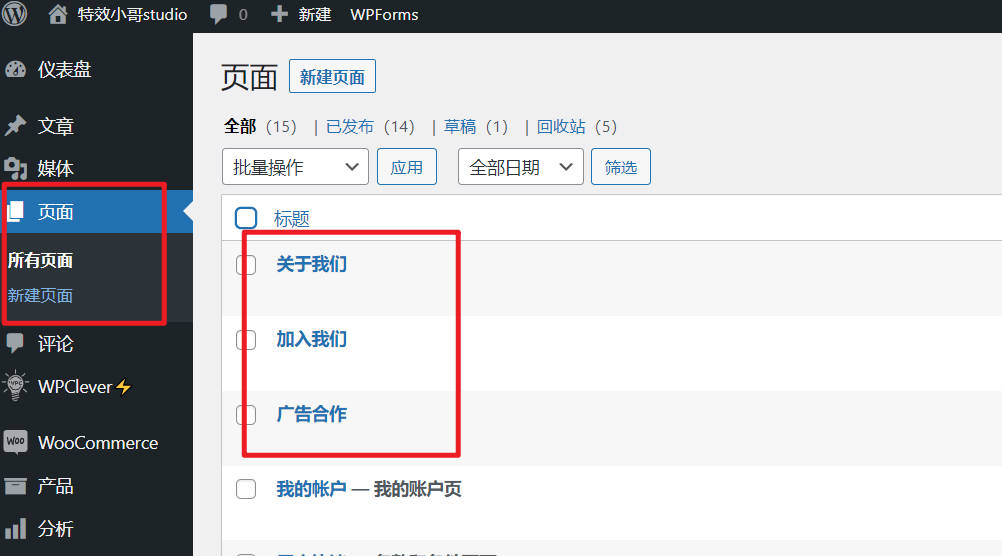 特效小哥studio 0 新建 WPForms
仪表盘
文章
媒体
页面
所有页面
新建页面
评论
WPClever⚡
WooCommerce
产品
分析
页面 新建页面
全部 (15) | 已发布 (14) | 草稿 (1) | 回收站 (5)
批量操作 应用 全部日期 筛选
标题
关于我们
加入我们
广告合作
我的帐户 — 我的账户页